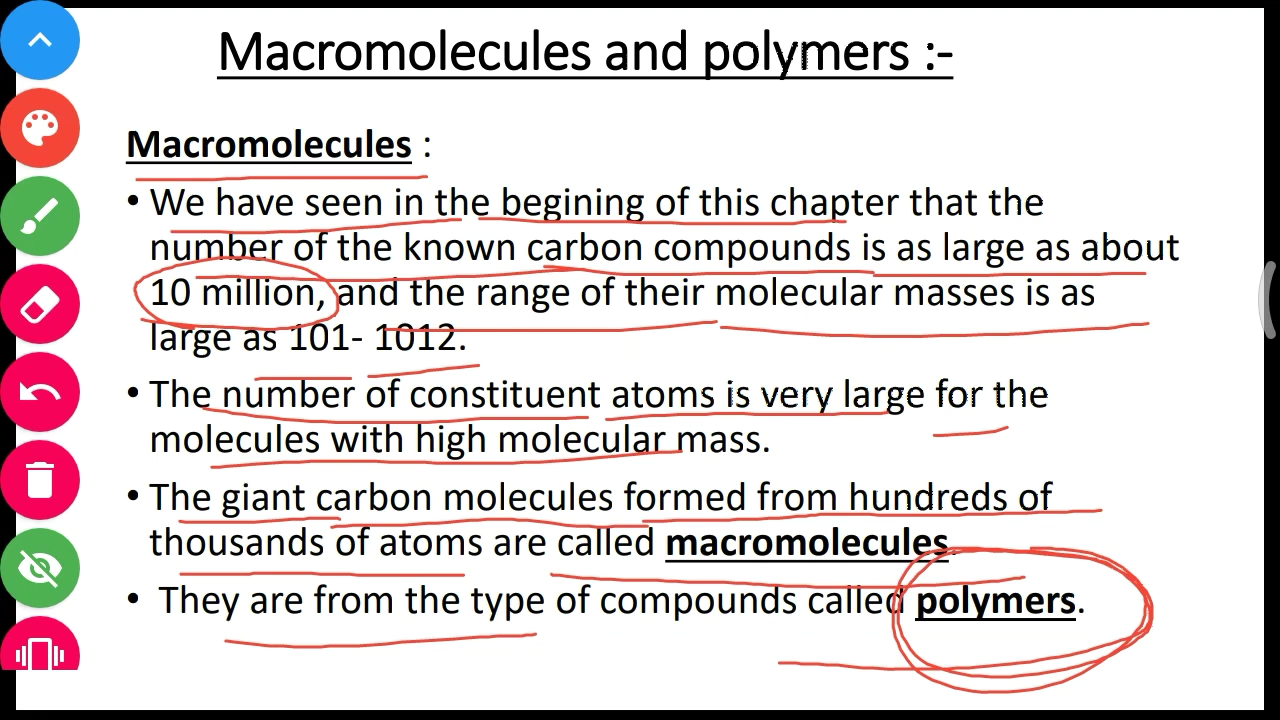 Macromolecules and polymers :-
Macromolecules :
• We have seen in the begining of this chapter that the
number of the known carbon compounds is as large as about
10 million, and the range of their molecular masses is as
large as 101- 1012.
• The number of constituent atoms is very large for the
molecules with high molecular mass.
• The giant carbon molecules formed from hundreds of
thousands of atoms are called macromolecules.
• They are from the type of compounds called polymers.